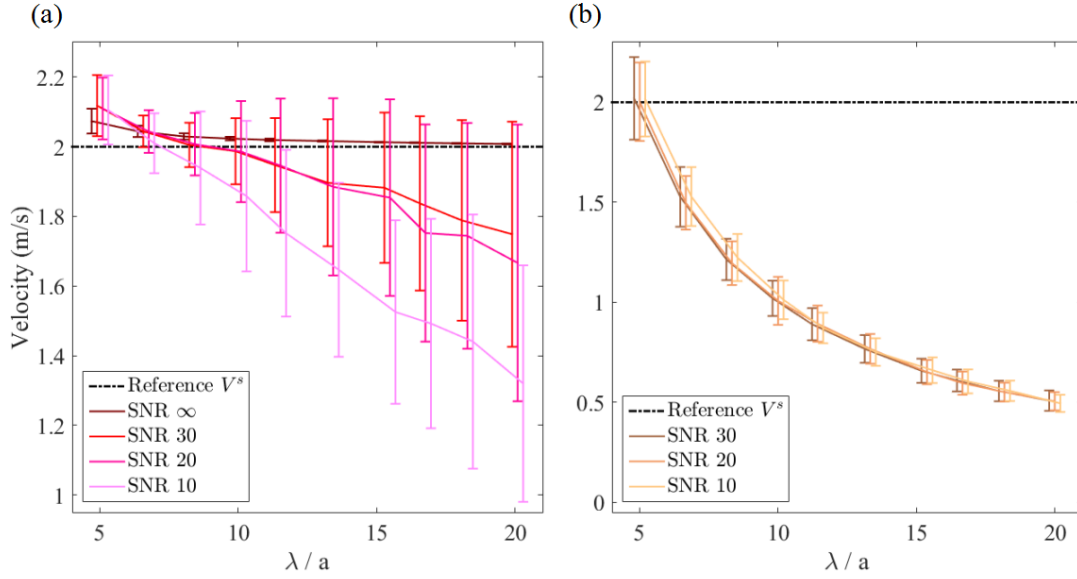 (a)
2.2
2
1.8
1.6
1.4
1.2
1
Velocity (m/s)
Reference V^s
SNR ∞
SNR 30
SNR 20
SNR 10
5
10
15
20
λ / a
(b)
2
1.5
1
0.5
0
Reference V^s
SNR 30
SNR 20
SNR 10
5
10
15
20
λ / a